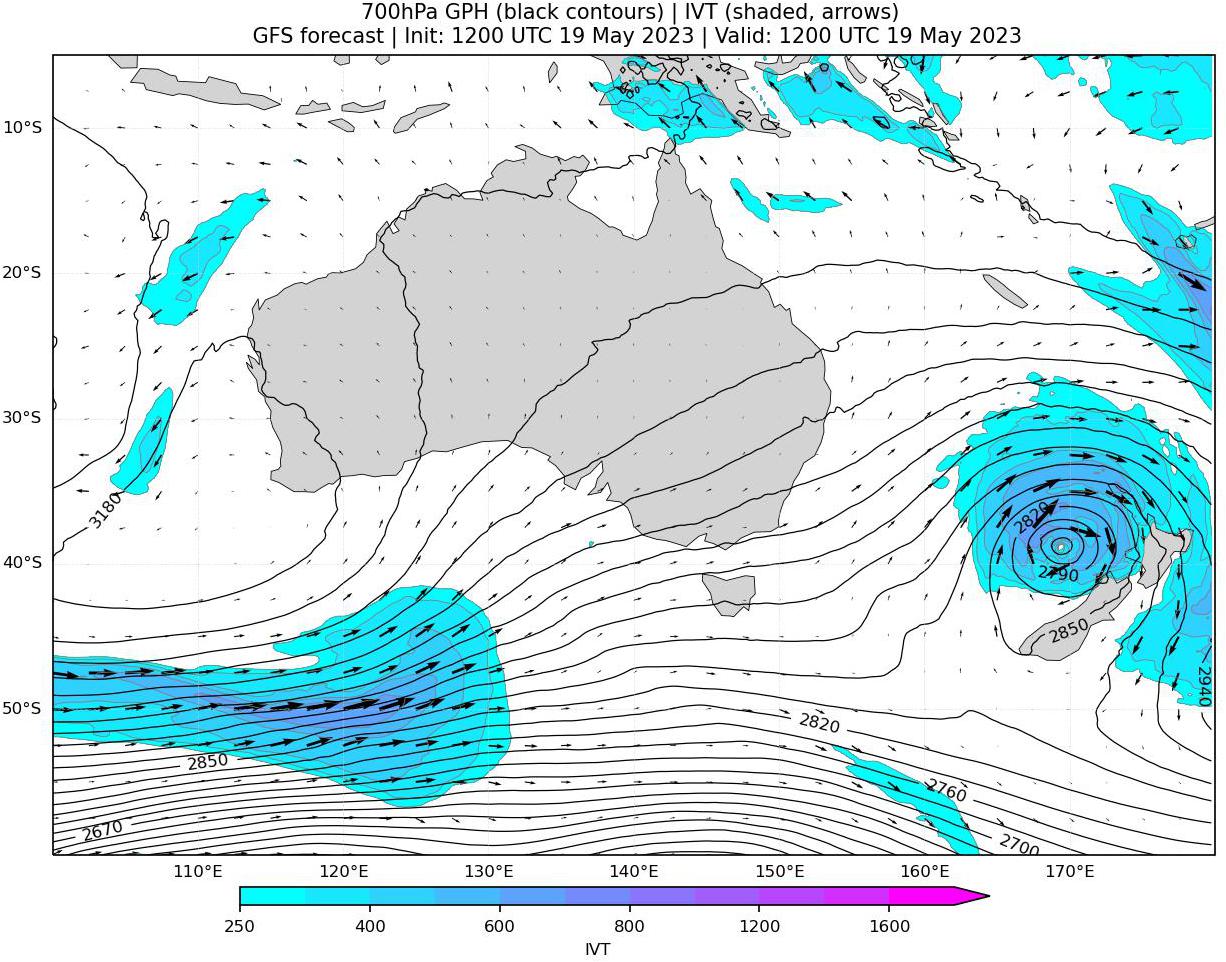 700hPa GPH (black contours) | IVT (shaded, arrows)
GFS forecast | Init: 1200 UTC 19 May 2023 | Valid: 1200 UTC 19 May 2023
10°S
20°S
30°S
3180
2820
40°S
2790
2850
2940
50°S
2820
2850
2760
2670
2700
110°E 120°E 130°E 140°E 150°E 160°E 170°E
250 400 600 800 1200 1600
IVT